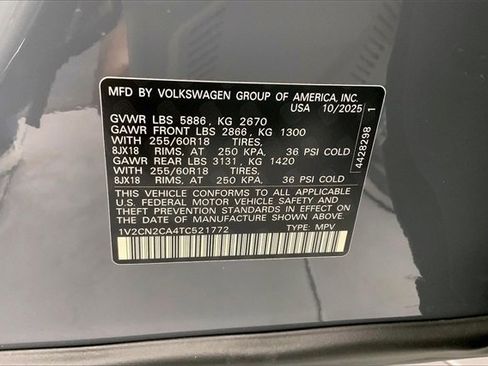 MFD BY VOLKSWAGEN GROUP OF AMERICA, INC.
USA 10/2025
GVWR LBS 5886, KG 2670
GAWR FRONT LBS 2866, KG 1300
WITH 255/60R18 TIRES,
8JX18 RIMS, AT 250 KPA, 36 PSI COLD
GAWR REAR LBS 3131, KG 1420
WITH 255/60R18 TIRES,
8JX18 RIMS, AT 250 KPA, 36 PSI COLD
THIS VEHICLE CONFORMS TO ALL APPLICABLE
U.S. FEDERAL MOTOR VEHICLE SAFETY AND
THEFT PREVENTION STANDARDS IN EFFECT ON
THE DATE OF MANUFACTURE SHOWN ABOVE.
1V2CN2CA4TC521772 TYPE: MPV
4428298 1